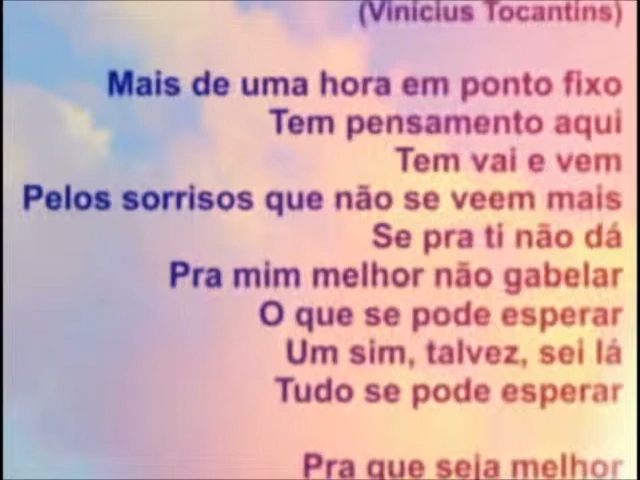 (Vinícius Tocantins)
Mais de uma hora em ponto fixo
Tem pensamento aqui
Tem vai e vem
Pelos sorrisos que não se veem mais
Se pra ti não dá
Pra mim melhor não gabelar
O que se pode esperar
Um sim, talvez, sei lá
Tudo se pode esperar
Pra que seja melhor